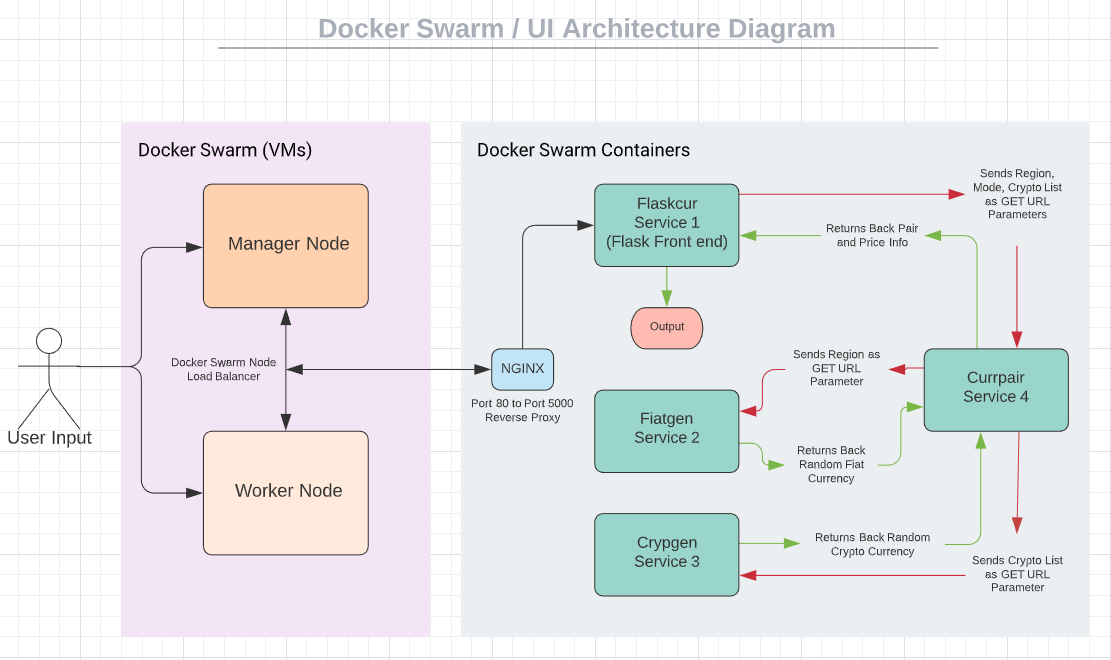 Docker Swarm / UI Architecture Diagram
Docker Swarm (VMs)
Manager Node
Docker Swarm Node
Load Balancer
Worker Node
User Input
Docker Swarm Containers
Flaskcur
Service 1
(Flask Front end)
Sends Region,
Mode, Crypto List
as GET URL
Parameters
Returns Back Pair
and Price Info
Output
NGINX
Port 80 to Port 5000
Reverse Proxy
Sends Region as
GET URL
Parameter
Currpair
Service 4
Fiatgen
Service 2
Returns Back
Random Fiat
Currency
Crypgen
Service 3
Returns Back Random
Crypto Currency
Sends Crypto List
as GET URL
Parameter